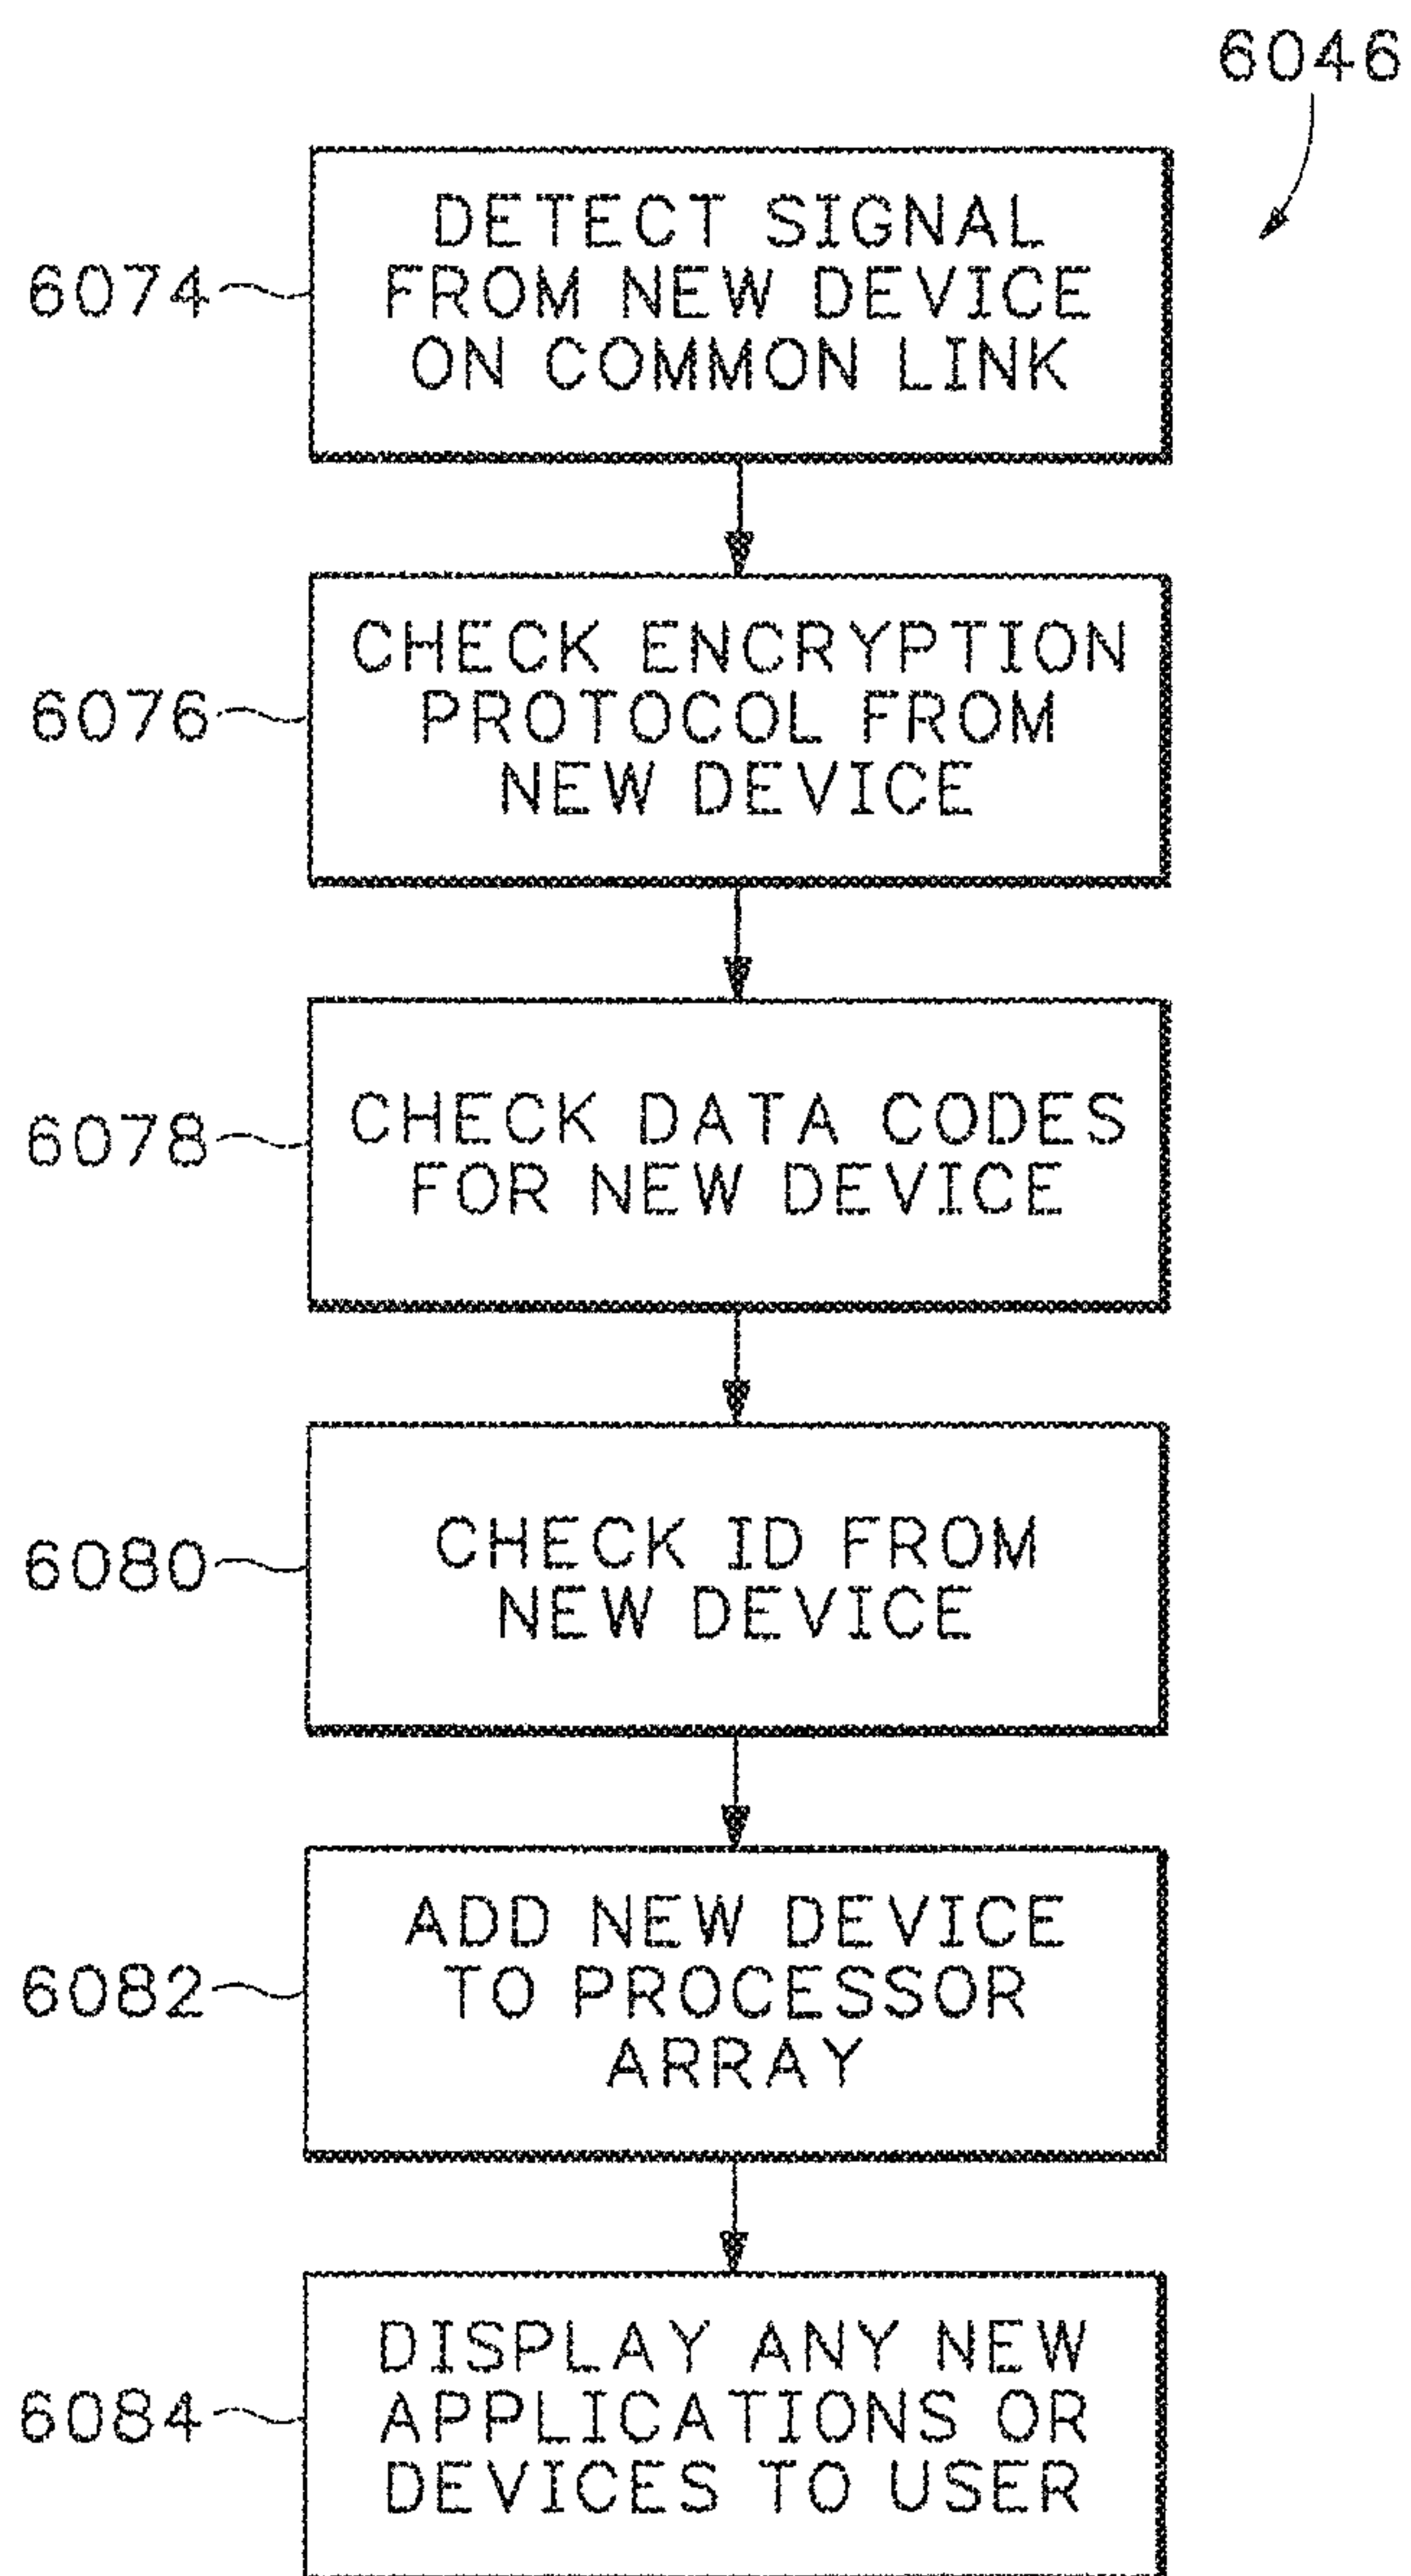 6046
DETECT SIGNAL
FROM NEW DEVICE
ON COMMON LINK
6074
CHECK ENCRYPTION
PROTOCOL FROM
NEW DEVICE
6076
CHECK DATA CODES
FOR NEW DEVICE
6078
CHECK ID FROM
NEW DEVICE
6080
ADD NEW DEVICE
TO PROCESSOR
ARRAY
6082
DISPLAY ANY NEW
APPLICATIONS OR
DEVICES TO USER
6084